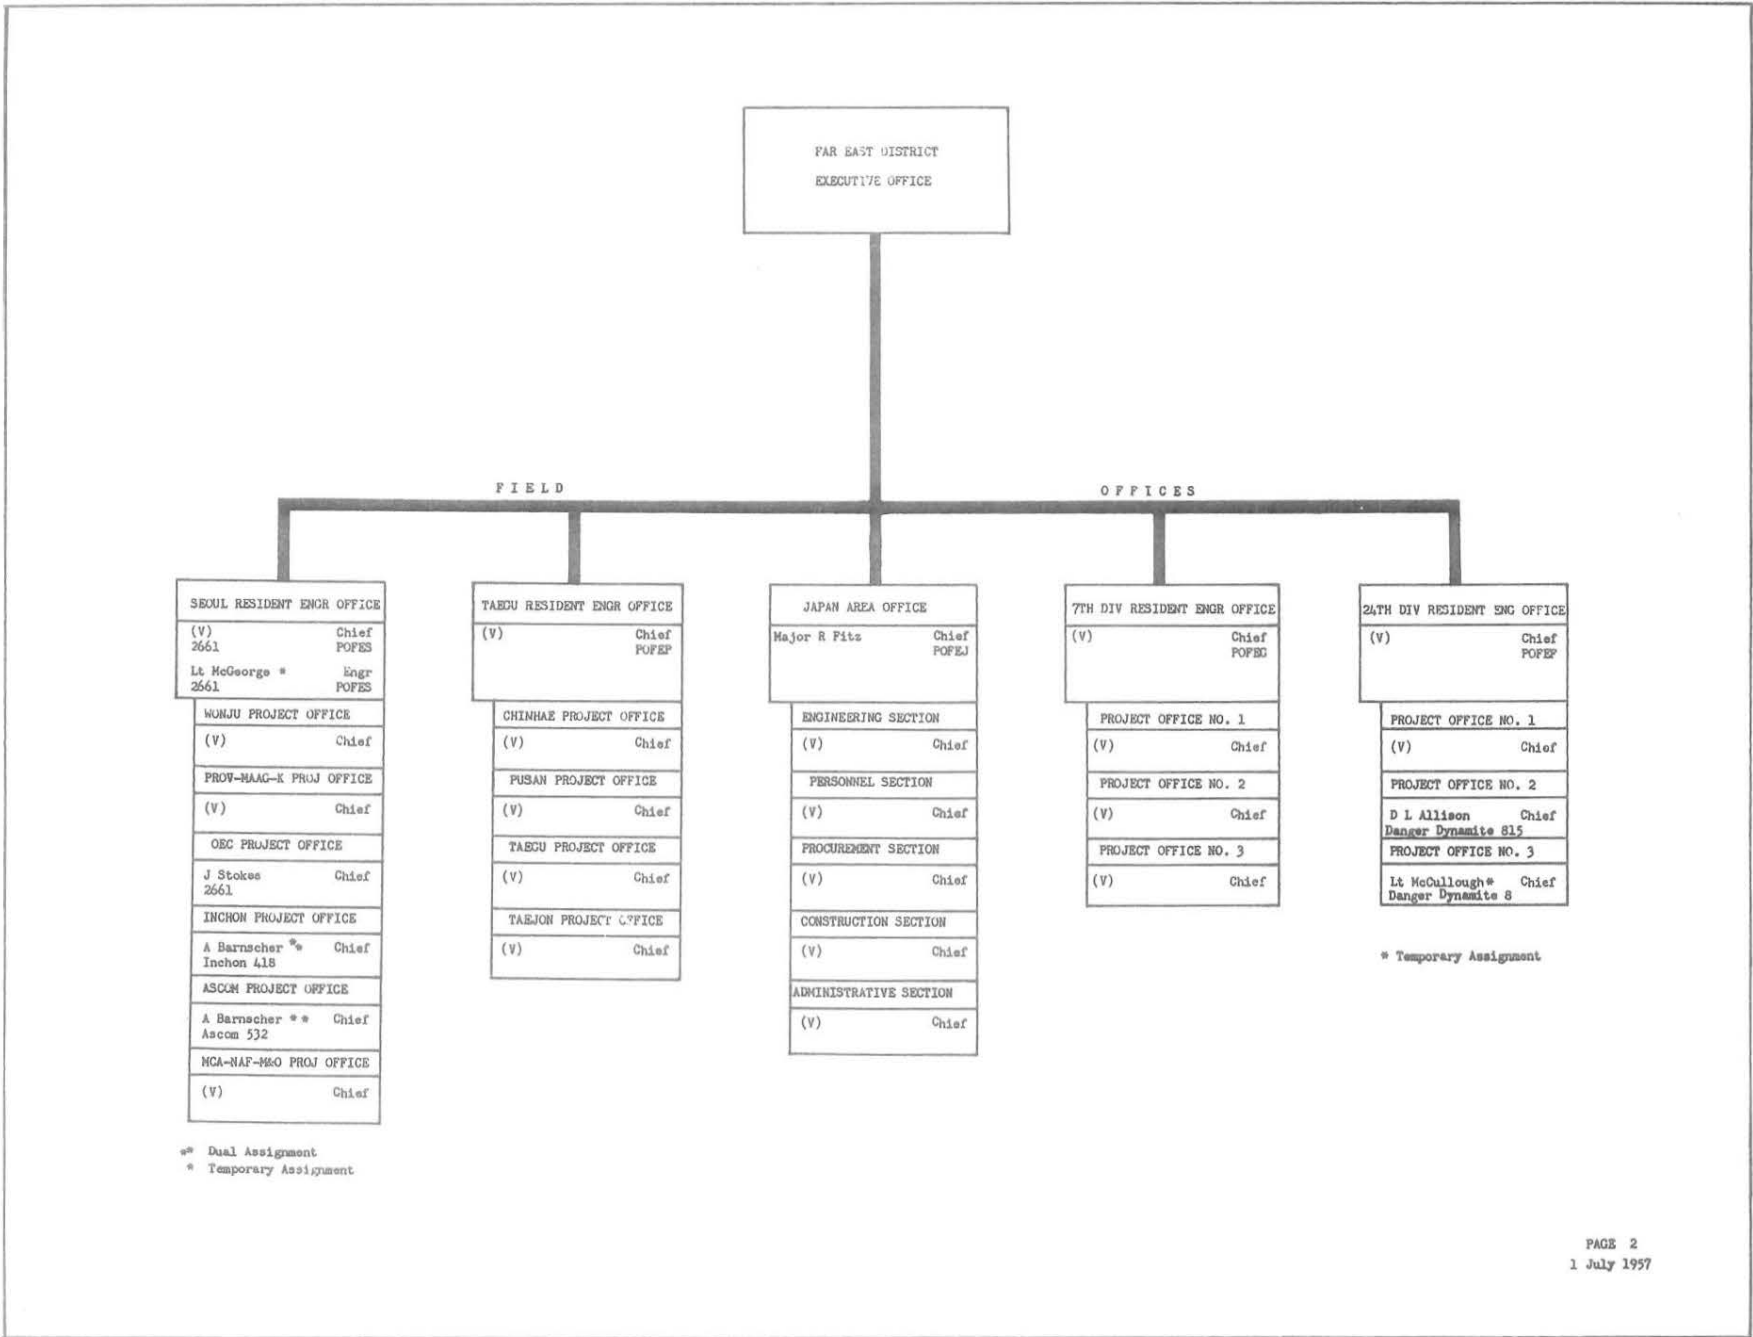 FAR EAST DISTRICT
EXECUTIVE OFFICE
FIELD OFFICES
SEOUL RESIDENT ENGR OFFICE
(V) Chief
2661 POFES
Lt McGeorge * Engr
2661 POFES
WONJU PROJECT OFFICE
(V) Chief
PROV-MAAG-K PROJ OFFICE
(V) Chief
OEC PROJECT OFFICE
J Stokes Chief
2661
INCHON PROJECT OFFICE
A Barnscher ** Chief
Inchon 418
ASCOM PROJECT OFFICE
A Barnscher ** Chief
Ascom 532
MCA-NAF-M&O PROJ OFFICE
(V) Chief
** Dual Assignment
* Temporary Assignment
TAEGU RESIDENT ENGR OFFICE
(V) Chief
POFEP
CHINHAE PROJECT OFFICE
(V) Chief
PUSAN PROJECT OFFICE
(V) Chief
TAEGU PROJECT OFFICE
(V) Chief
TAEJON PROJECT OFFICE
(V) Chief
JAPAN AREA OFFICE
Major R Fitz Chief
POFEJ
ENGINEERING SECTION
(V) Chief
PERSONNEL SECTION
(V) Chief
PROCUREMENT SECTION
(V) Chief
CONSTRUCTION SECTION
(V) Chief
ADMINISTRATIVE SECTION
(V) Chief
7TH DIV RESIDENT ENGR OFFICE
(V) Chief
POFEG
PROJECT OFFICE NO. 1
(V) Chief
PROJECT OFFICE NO. 2
(V) Chief
PROJECT OFFICE NO. 3
(V) Chief
24TH DIV RESIDENT ENG OFFICE
(V) Chief
POFEF
PROJECT OFFICE NO. 1
(V) Chief
PROJECT OFFICE NO. 2
D L Allison Chief
Danger Dynamite 815
PROJECT OFFICE NO. 3
Lt McCullough* Chief
Danger Dynamite 8
* Temporary Assignment
PAGE 2
1 July 1957